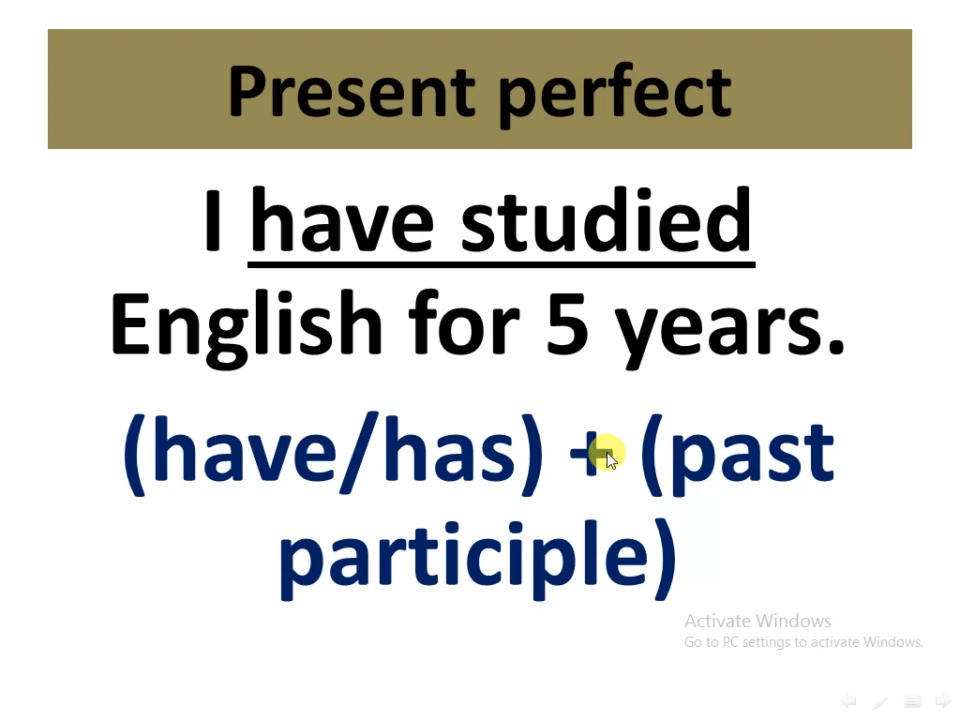 Present perfect
I have studied
English for 5 years.
(have/has) + (past
participle)
Activate Windows
Go to PC settings to activate Windows.